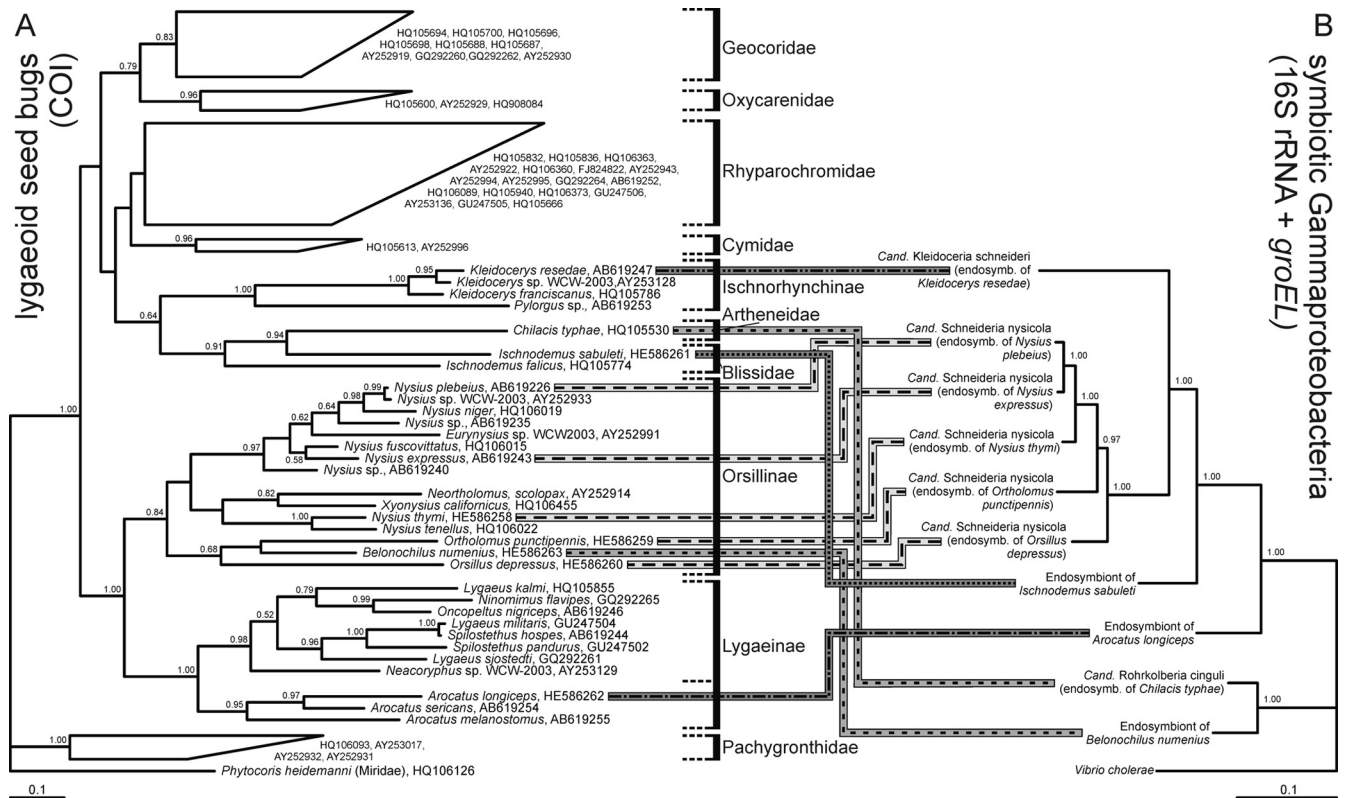 A
lygaeoid seed bugs
(COI)
0.83
HQ105694, HQ105700, HQ105696,
HQ105698, HQ105688, HQ105687,
AY252919, GQ292260,GQ292262, AY252930
0.79
0.96
HQ105600, AY252929, HQ908084
HQ105832, HQ105836, HQ106363,
AY252922, HQ106360, FJ824822, AY252943,
AY252994, AY252995, GQ292264, AB619252,
HQ106089, HQ105940, HQ106373, GU247506,
AY253136, GU247505, HQ105666
0.96
HQ105613, AY252996
0.95
Kleidocerys resedae, AB619247
1.00
Kleidocerys sp. WCW-2003,AY253128
1.00
Kleidocerys franciscanus, HQ105786
Pylorgus sp., AB619253
0.64
0.94
Chilacis typhae, HQ105530
0.91
Ischnodemus sabuleti, HE586261
Ischnodemus falicus, HQ105774
0.99
Nysius plebeius, AB619226
0.98
Nysius sp. WCW-2003, AY252933
1.00
0.64
Nysius niger, HQ106019
0.62
Nysius sp., AB619235
Eurynysius sp. WCW2003, AY252991
0.97
Nysius fuscovittatus, HQ106015
0.58
Nysius expressus, AB619243
Nysius sp., AB619240
0.82
Neortholomus, scolopax, AY252914
Xyonysius californicus, HQ106455
0.84
1.00
Nysius thymi, HE586258
Nysius tenellus, HQ106022
Ortholomus punctipennis, HE586259
0.68
Belonochilus numenius, HE586263
Orsillus depressus, HE586260
1.00
0.79
Lygaeus kalmi, HQ105855
0.99
Ninomimus flavipes, GQ292265
Oncopeltus nigriceps, AB619246
0.52
1.00
Lygaeus militaris, GU247504
1.00
Spilostethus hospes, AB619244
0.98
0.96
Spilostethus pandurus, GU247502
Lygaeus sjostedti, GQ292261
Neacoryphus sp. WCW-2003, AY253129
1.00
0.97
Arocatus longiceps, HE586262
0.95
Arocatus sericans, AB619254
Arocatus melanostomus, AB619255
1.00
HQ106093, AY253017,
AY252932, AY252931
Phytocoris heidemanni (Miridae), HQ106126
0.1
Geocoridae
Oxycarenidae
Rhyparochromidae
Cymidae
Ischnorhynchinae
Artheneidae
Blissidae
Orsillinae
Lygaeinae
Pachygronthidae
B
symbiotic Gammaproteobacteria
(16S rRNA + groEL)
Cand. Kleidoceria schneideri
(endosymb. of
Kleidocerys resedae)
Cand. Schneideria nysicola
(endosymb. of Nysius
plebeius)
1.00
Cand. Schneideria nysicola
(endosymb. of Nysius
expressus)
1.00
1.00
Cand. Schneideria nysicola
(endosymb. of Nysius thymi)
0.97
Cand. Schneideria nysicola
(endosymb. of Ortholomus
punctipennis)
1.00
1.00
Cand. Schneideria nysicola
(endosymb. of Orsillus
depressus)
1.00
Endosymbiont of
Ischnodemus sabuleti
Endosymbiont of
Arocatus longiceps
Cand. Rohrkolberia cinguli
(endosymb. of Chilacis typhae)
1.00
Endosymbiont of
Belonochilus numenius
Vibrio cholerae
0.1